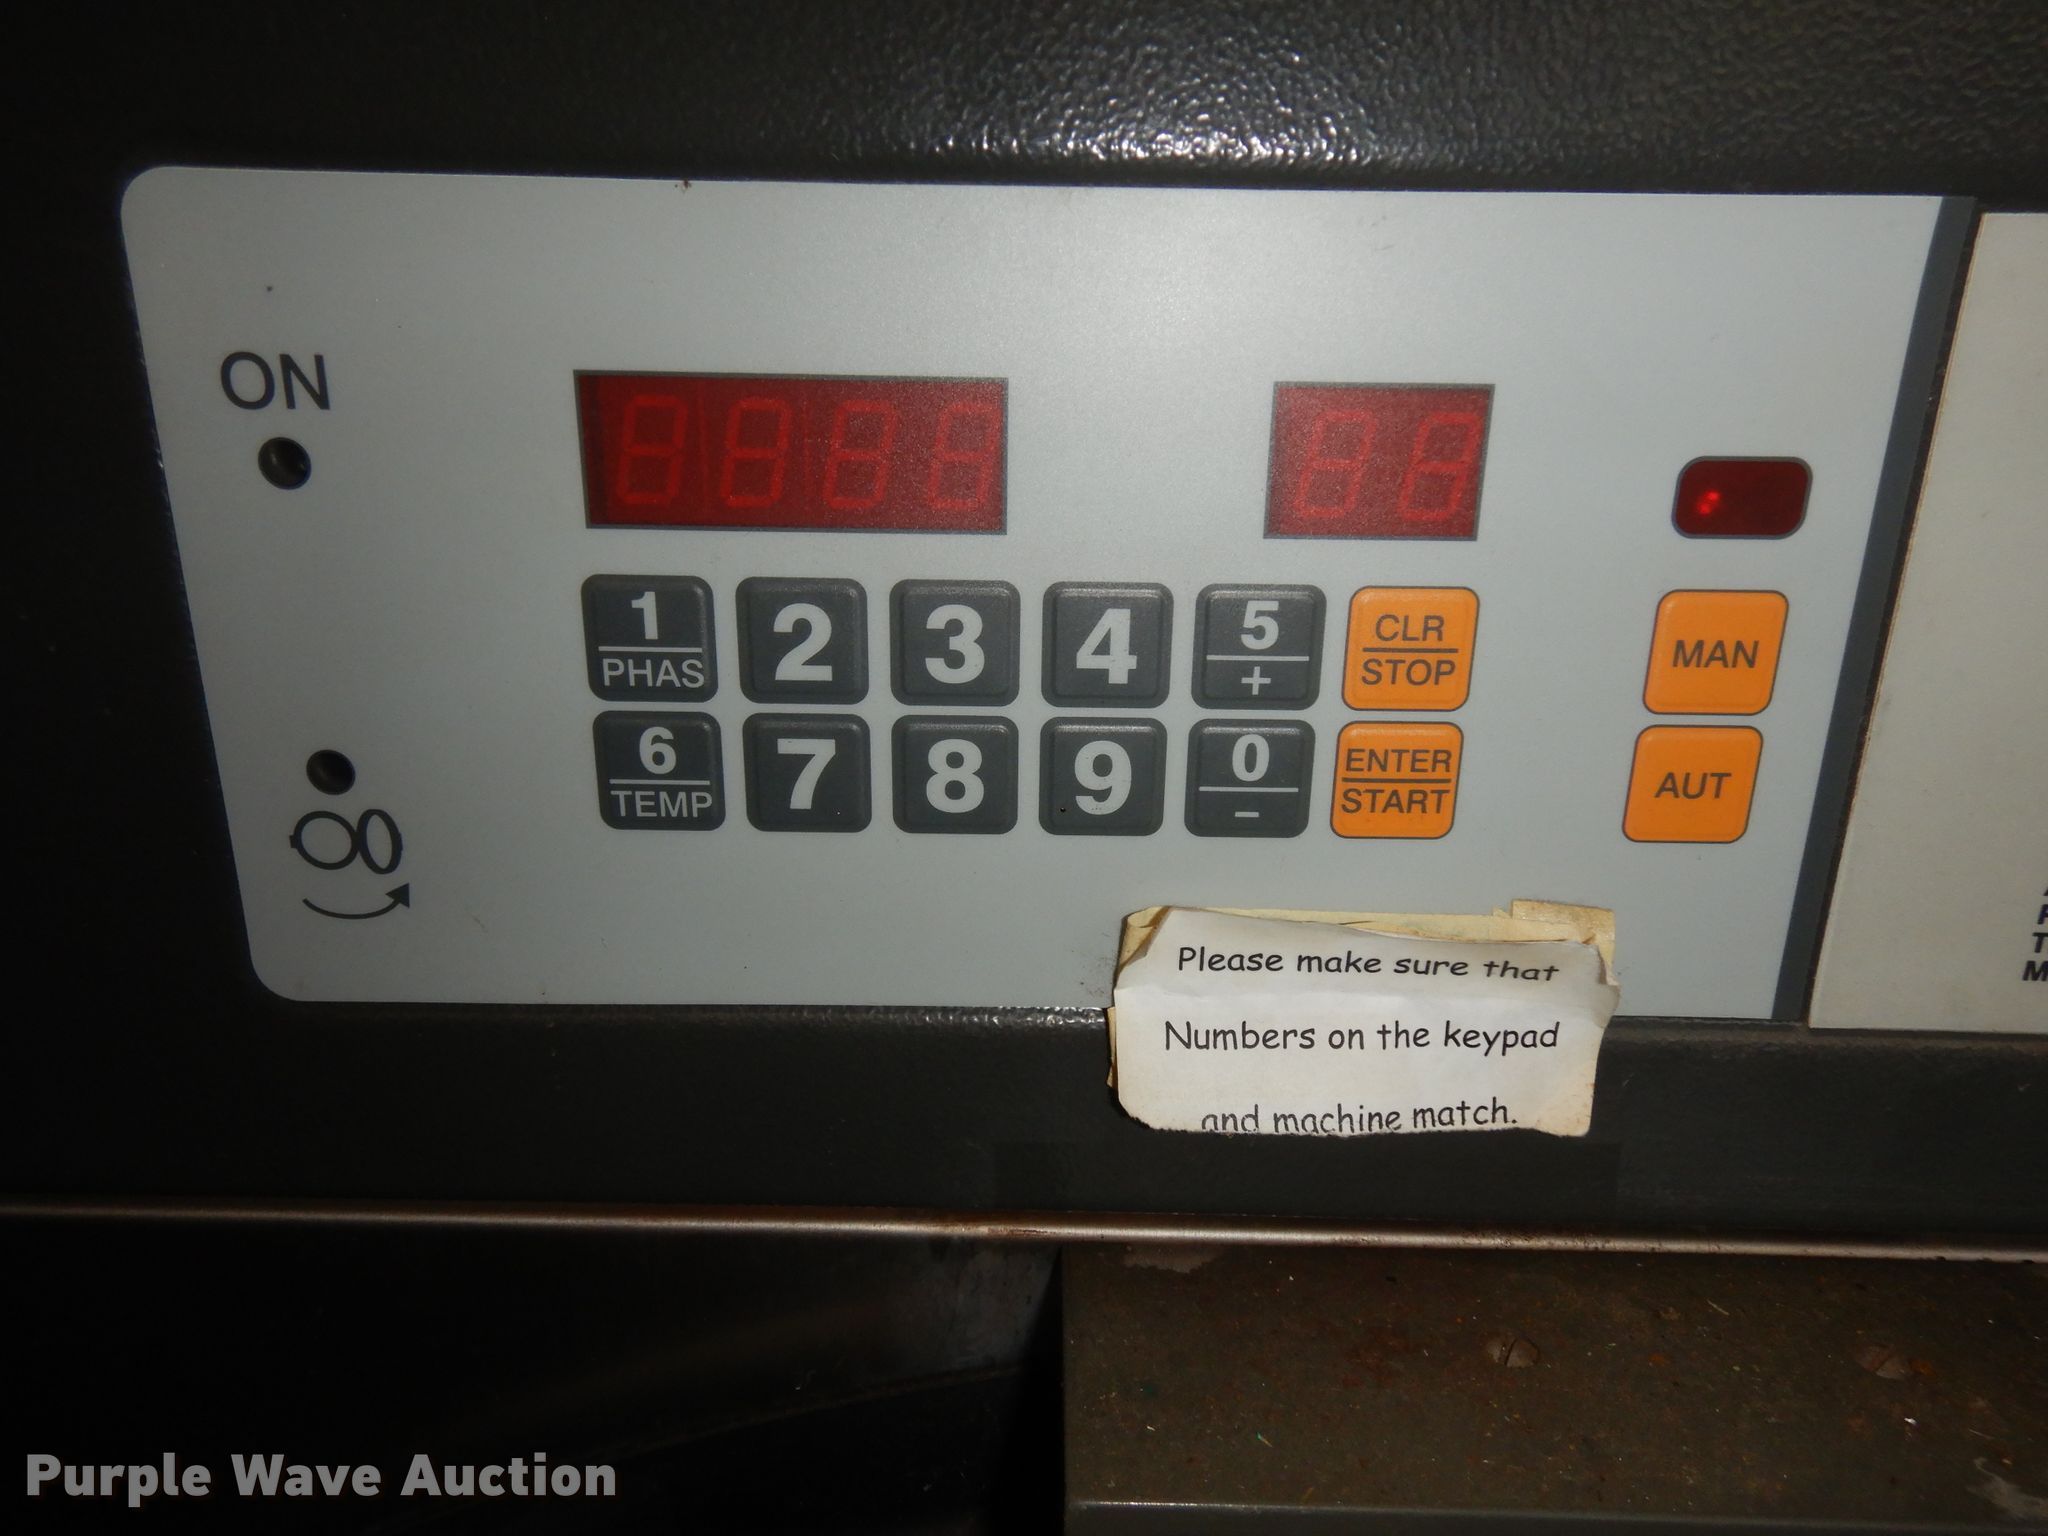 ON
1
PHAS
2
3
4
5
+
CLR
STOP
MAN
6
TEMP
7
8
9
0
-
ENTER
START
AUT
Please make sure that
Numbers on the keypad
and machine match.
Purple Wave Auction